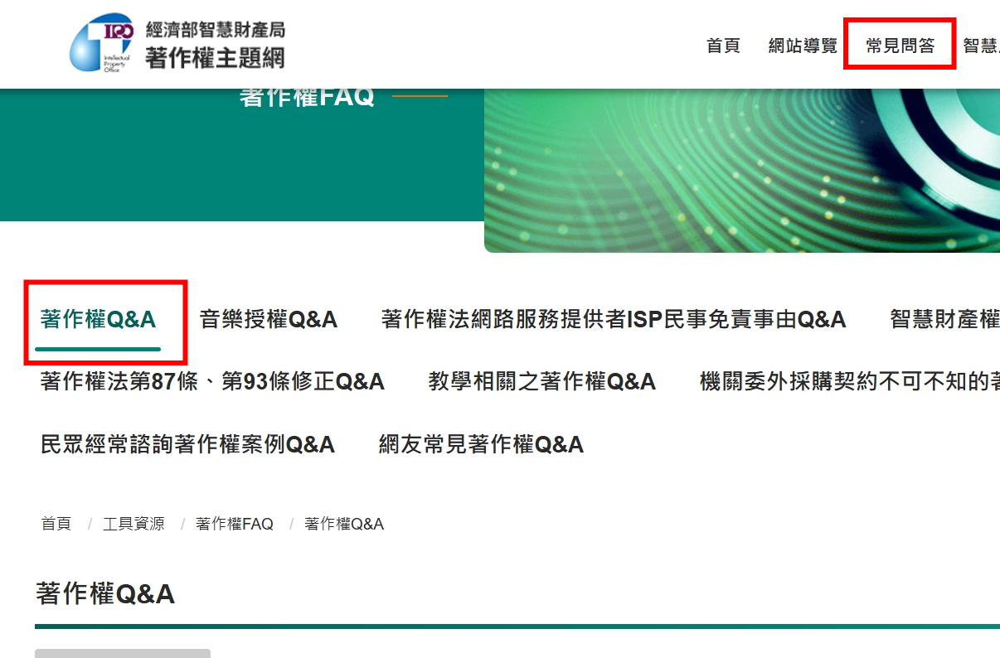 IPO
Intellectual
Property
Office
經濟部智慧財產局
著作權主題網
首頁 網站導覽 常見問答 智慧
著作權FAQ
著作權Q&A 音樂授權Q&A 著作權法網路服務提供者ISP民事免責事由Q&A 智慧財產權
著作權法第87條、第93條修正Q&A 教學相關之著作權Q&A 機關委外採購契約不可不知的著
民眾經常諮詢著作權案例Q&A 網友常見著作權Q&A
首頁 / 工具資源 / 著作權FAQ / 著作權Q&A
著作權Q&A